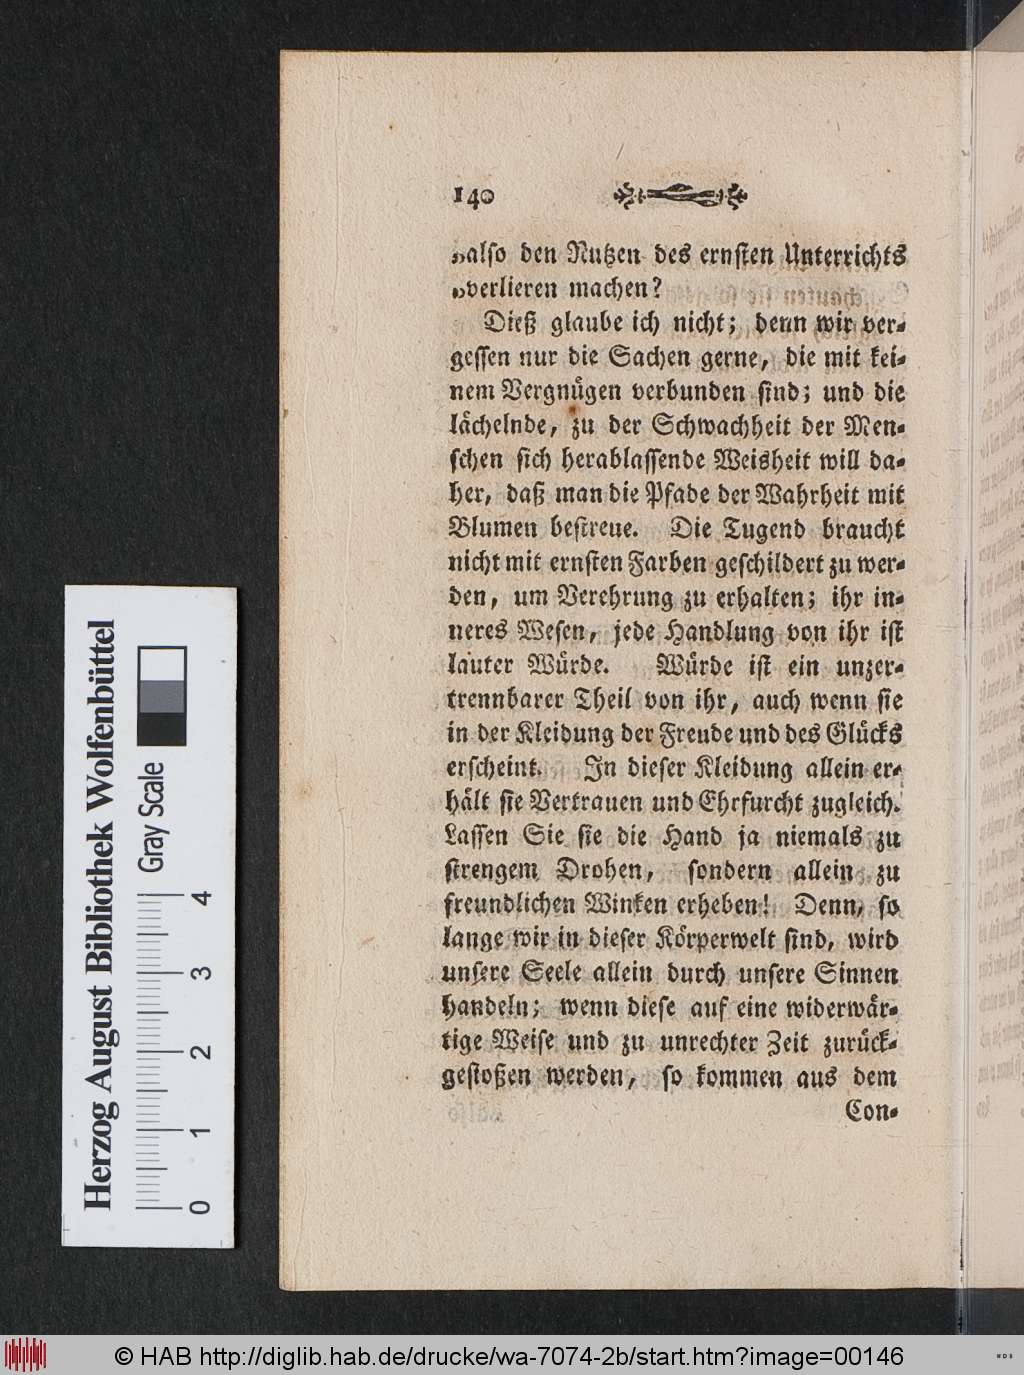 140
„also den Nutzen des ernsten Unterrichts
„verlieren machen?
Dieß glaube ich nicht; denn wir ver-
gessen nur die Sachen gerne, die mit kei-
nem Vergnügen verbunden sind; und die
lächelnde, zu der Schwachheit der Men-
schen sich herablassende Weisheit will da-
her, daß man die Pfade der Wahrheit mit
Blumen bestreue. Die Tugend braucht
nicht mit ernsten Farben geschildert zu wer-
den, um Verehrung zu erhalten; ihr in-
neres Wesen, jede Handlung von ihr ist
lauter Würde. Würde ist ein unzer-
trennbarer Theil von ihr, auch wenn sie
in der Kleidung der Freude und des Glücks
erscheint. In dieser Kleidung allein er-
hält sie Vertrauen und Ehrfurcht zugleich.
Lassen Sie sie die Hand ja niemals zu
strengem Drohen, sondern allein zu
freundlichen Winken erheben! Denn, so
lange wir in dieser Körperwelt sind, wird
unsere Seele allein durch unsere Sinnen
handeln; wenn diese auf eine widerwär-
tige Weise und zu unrechter Zeit zurück-
gestoßen werden, so kommen aus dem
Con-
Herzog August Bibliothek Wolfenbüttel
Gray Scale
0 1 2 3 4
© HAB http://diglib.hab.de/drucke/wa-7074-2b/start.htm?image=00146